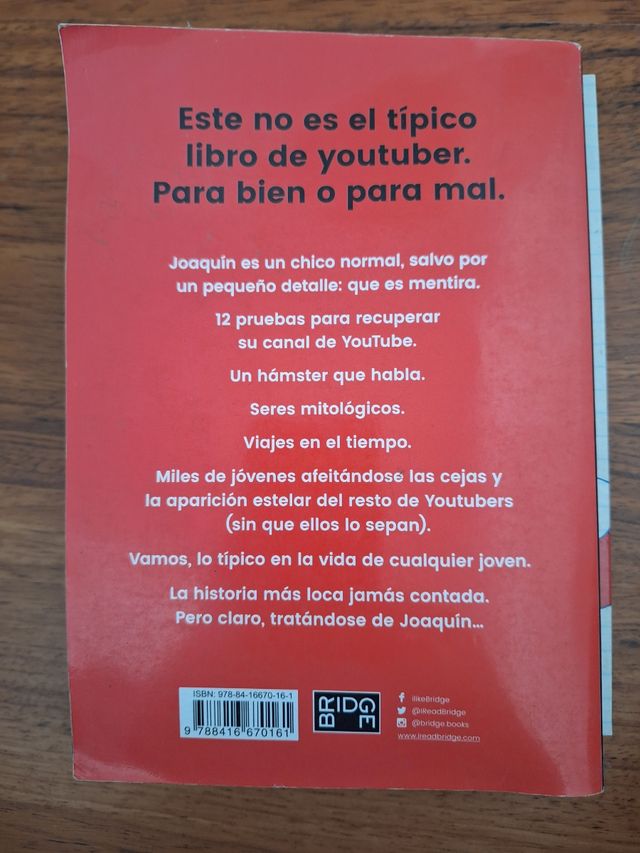 Este no es el típico
libro de youtuber.
Para bien o para mal.
Joaquín es un chico normal, salvo por
un pequeño detalle: que es mentira.
12 pruebas para recuperar
su canal de YouTube.
Un hámster que habla.
Seres mitológicos.
Viajes en el tiempo.
Miles de jóvenes afeitándose las cejas y
la aparición estelar del resto de Youtubers
(sin que ellos lo sepan).
Vamos, lo típico en la vida de cualquier joven.
La historia más loca jamás contada.
Pero claro, tratándose de Joaquín...
ISBN: 978-84-16670-16-1
9 788416 670161
BRIDGE
ilikeBridge
@iReadBridge
@bridge.books
www.ireadbridge.com